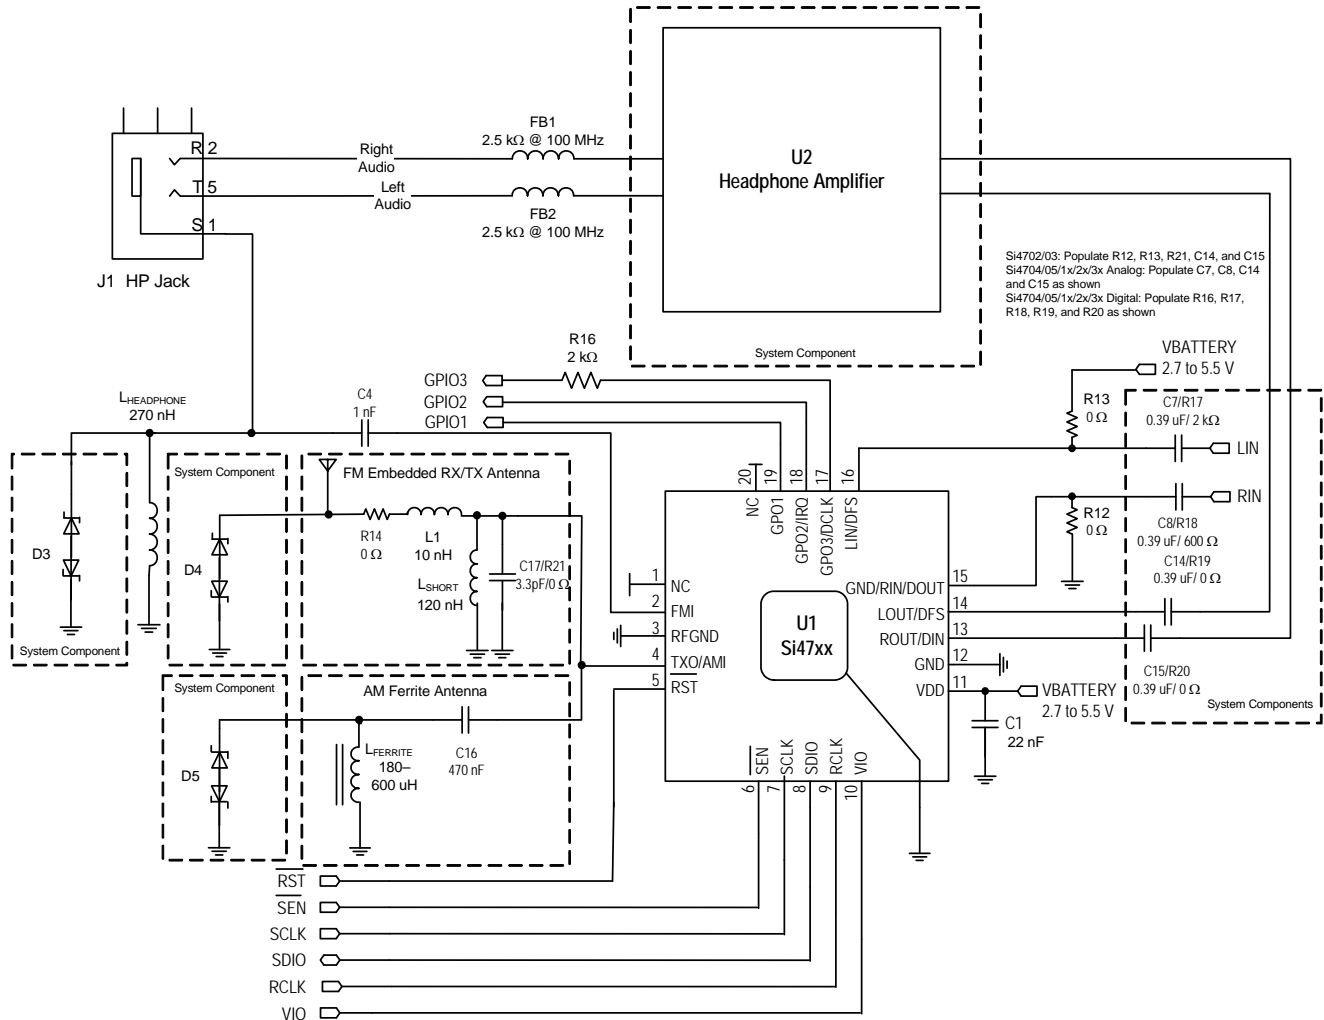 FB1
2.5 kΩ @ 100 MHz
Right
Audio
Left
Audio
FB2
2.5 kΩ @ 100 MHz
R 2
T 5
S 1
J1 HP Jack
U2
Headphone Amplifier
System Component
Si4702/03: Populate R12, R13, R21, C14, and C15
Si4704/05/1x/2x/3x Analog: Populate C7, C8, C14
and C15 as shown
Si4704/05/1x/2x/3x Digital: Populate R16, R17,
R18, R19, and R20 as shown
R16
2 kΩ
GPIO3
GPIO2
GPIO1
VBATTERY
2.7 to 5.5 V
R13
0 Ω
C7/R17
0.39 uF/ 2 kΩ
LIN
RIN
R12
0 Ω
C8/R18
0.39 uF/ 600 Ω
C14/R19
0.39 uF/ 0 Ω
C15/R20
0.39 uF/ 0 Ω
System Components
LHEADPHONE
270 nH
C4
1 nF
D3
System Component
System Component
D4
FM Embedded RX/TX Antenna
R14
0 Ω
L1
10 nH
LSHORT
120 nH
C17/R21
3.3pF/0 Ω
System Component
D5
AM Ferrite Antenna
LFERRITE
180–
600 uH
C16
470 nF
20
19
18
17
16
NC
GPO1
GPO2/IRQ
GPO3/DCLK
LIN/DFS
1 NC
2 FMI
3 RFGND
4 TXO/AMI
5 RST
U1
Si47xx
GND/RIN/DOUT 15
LOUT/DFS 14
ROUT/DIN 13
GND 12
VDD 11
VBATTERY
2.7 to 5.5 V
C1
22 nF
SEN
SCLK
SDIO
RCLK
VIO
6
7
8
9
10
RST
SEN
SCLK
SDIO
RCLK
VIO